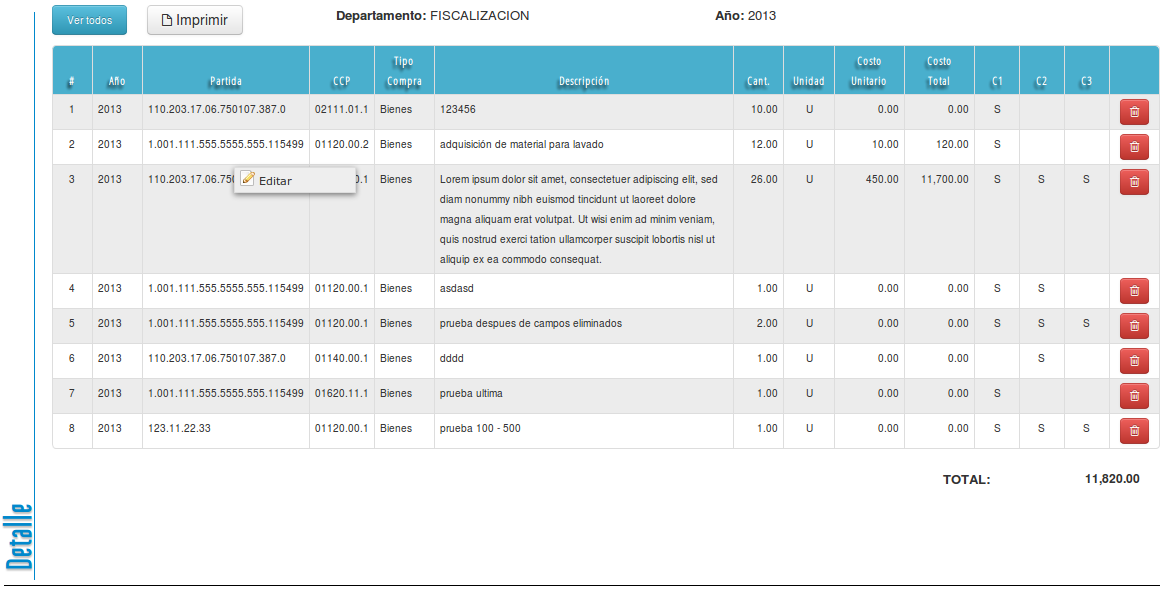 Ver todos Imprimir Departamento: FISCALIZACION Año: 2013
# Año Partida CCP Tipo Compra Descripción Cant. Unidad Costo Unitario Costo Total C1 C2 C3
1 2013 110.203.17.06.750107.387.0 02111.01.1 Bienes 123456 10.00 U 0.00 0.00 S
2 2013 1.001.111.555.5555.555.115499 01120.00.2 Bienes adquisición de material para lavado 12.00 U 10.00 120.00 S
3 2013 110.203.17.06.75 Editar 0.1 Bienes Lorem ipsum dolor sit amet, consectetuer adipiscing elit, sed 26.00 U 450.00 11,700.00 S S S
diam nonummy nibh euismod tincidunt ut laoreet dolore
magna aliquam erat volutpat. Ut wisi enim ad minim veniam,
quis nostrud exerci tation ullamcorper suscipit lobortis nisl ut
aliquip ex ea commodo consequat.
4 2013 1.001.111.555.5555.555.115499 01120.00.1 Bienes asdasd 1.00 U 0.00 0.00 S S
5 2013 1.001.111.555.5555.555.115499 01120.00.1 Bienes prueba despues de campos eliminados 2.00 U 0.00 0.00 S S S
6 2013 110.203.17.06.750107.387.0 01140.00.1 Bienes dddd 1.00 U 0.00 0.00 S
7 2013 1.001.111.555.5555.555.115499 01620.11.1 Bienes prueba ultima 1.00 U 0.00 0.00 S
8 2013 123.11.22.33 01120.00.1 Bienes prueba 100 - 500 1.00 U 0.00 0.00 S S S
TOTAL: 11,820.00
Detalle